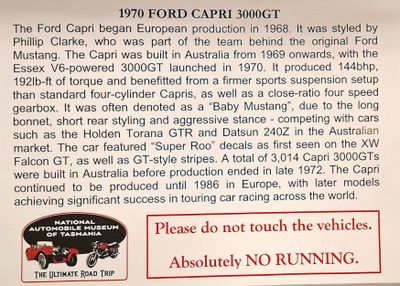 1970 FORD CAPRI 3000GT
The Ford Capri began European production in 1968. It was styled by
Phillip Clarke, who was part of the team behind the original Ford
Mustang. The Capri was built in Australia from 1969 onwards, with the
Essex V6-powered 3000GT launched in 1970. It produced 144bhp,
192lb-ft of torque and benefitted from a firmer sports suspension setup
than standard four-cylinder Capris, as well as a close-ratio four speed
gearbox. It was often denoted as a "Baby Mustang", due to the long
bonnet, short rear styling and aggressive stance - competing with cars
such as the Holden Torana GTR and Datsun 240Z in the Australian
market. The car featured "Super Roo" decals as first seen on the XW
Falcon GT, as well as GT-style stripes. A total of 3,014 Capri 3000GTs
were built in Australia before production ended in late 1972. The Capri
continued to be produced until 1986 in Europe, with later models
achieving significant success in touring car racing across the world.
NATIONAL
AUTOMOBILE MUSEUM
OF TASMANIA
THE ULTIMATE ROAD TRIP
Please do not touch the vehicles.
Absolutely NO RUNNING.